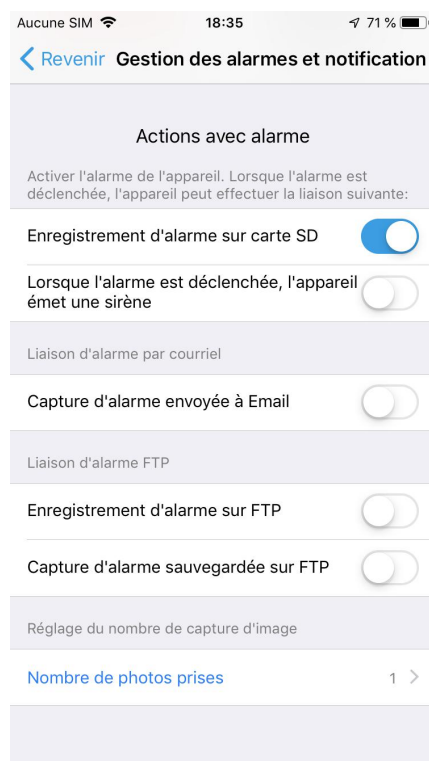 Aucune SIM 18:35 71 %
Revenir Gestion des alarmes et notification
Actions avec alarme
Activer l'alarme de l'appareil. Lorsque l'alarme est
déclenchée, l'appareil peut effectuer la liaison suivante:
Enregistrement d'alarme sur carte SD
Lorsque l'alarme est déclenchée, l'appareil
émet une sirène
Liaison d'alarme par courriel
Capture d'alarme envoyée à Email
Liaison d'alarme FTP
Enregistrement d'alarme sur FTP
Capture d'alarme sauvegardée sur FTP
Réglage du nombre de capture d'image
Nombre de photos prises 1